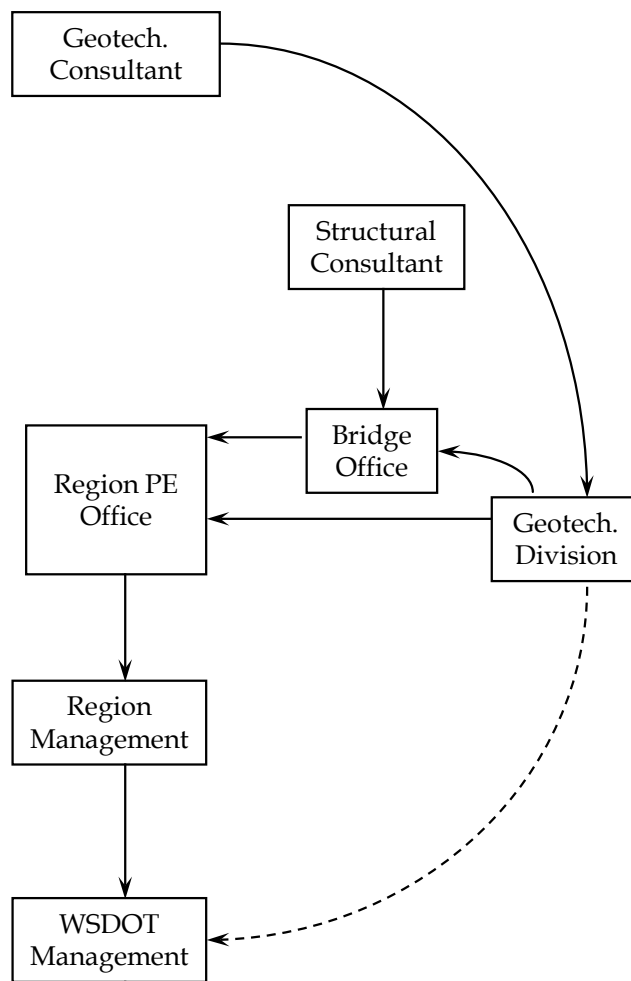 Geotech.
Consultant
Structural
Consultant
Bridge
Office
Region PE
Office
Geotech.
Division
Region
Management
WSDOT
Management